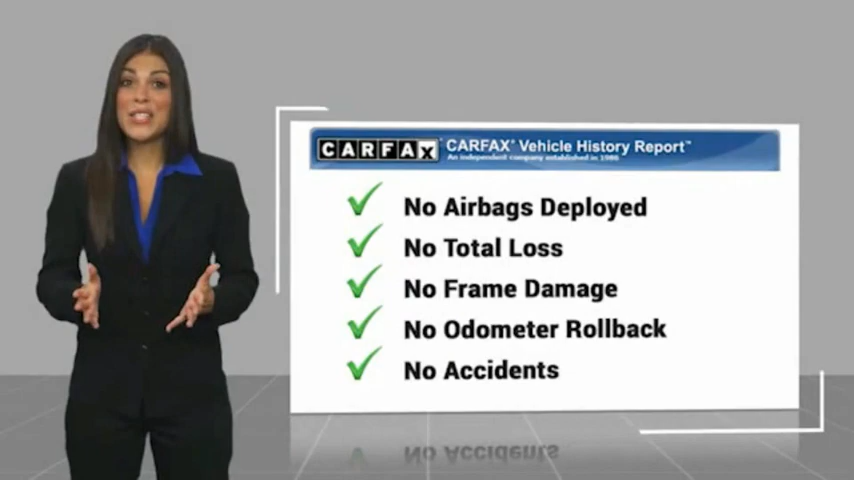 CARFAX CARFAX® Vehicle History Report™
An independent company established in 1986
No Airbags Deployed
No Total Loss
No Frame Damage
No Odometer Rollback
No Accidents
No Accidents